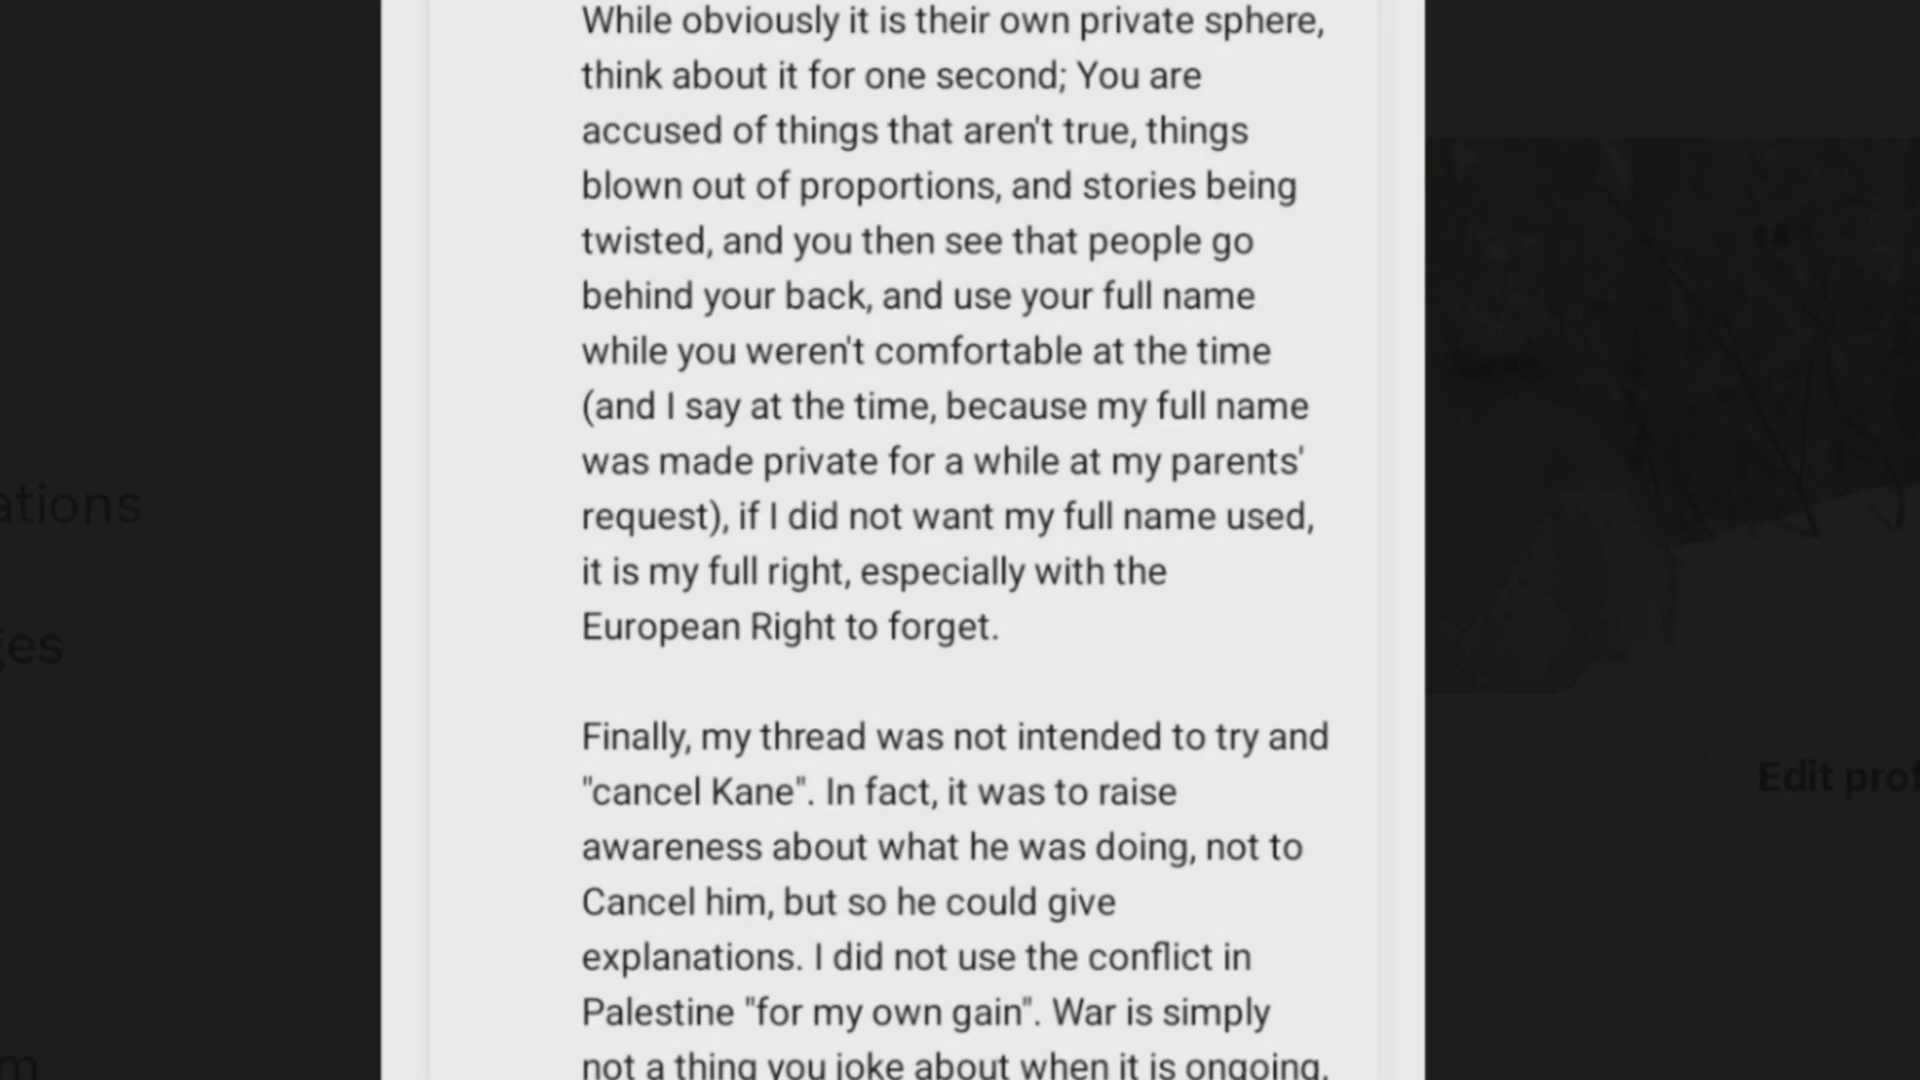 While obviously it is their own private sphere,
think about it for one second; You are
accused of things that aren't true, things
blown out of proportions, and stories being
twisted, and you then see that people go
behind your back, and use your full name
while you weren't comfortable at the time
(and I say at the time, because my full name
was made private for a while at my parents'
request), if I did not want my full name used,
it is my full right, especially with the
European Right to forget.
Finally, my thread was not intended to try and
"cancel Kane". In fact, it was to raise
awareness about what he was doing, not to
Cancel him, but so he could give
explanations. I did not use the conflict in
Palestine "for my own gain". War is simply
not a thing you joke about when it is ongoing.
ations
ges
m
Edit prof